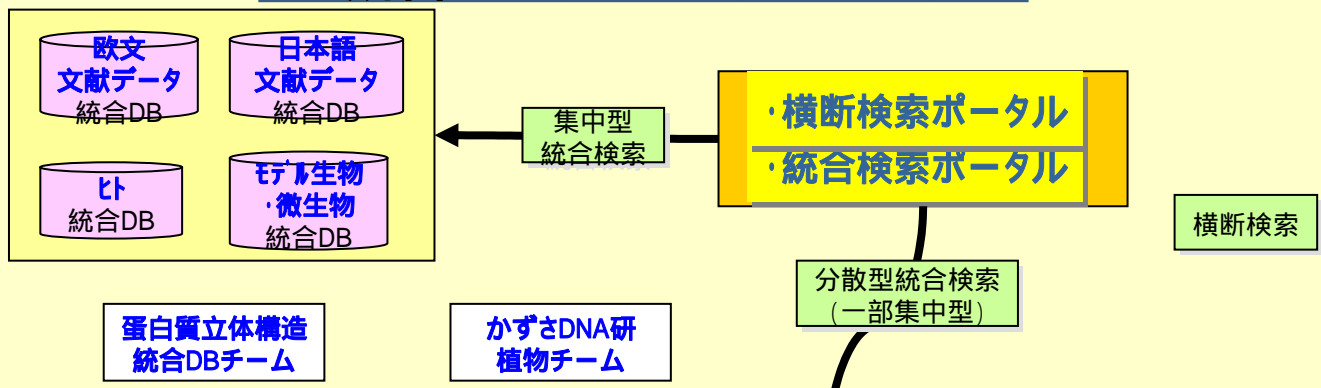 欧文
文献データ
統合DB
日本語
文献データ
統合DB
ヒト
統合DB
モデル生物
・微生物
統合DB
集中型
統合検索
・横断検索ポータル
・統合検索ポータル
横断検索
分散型統合検索
（一部集中型）
蛋白質立体構造
統合DBチーム
かずさDNA研
植物チーム